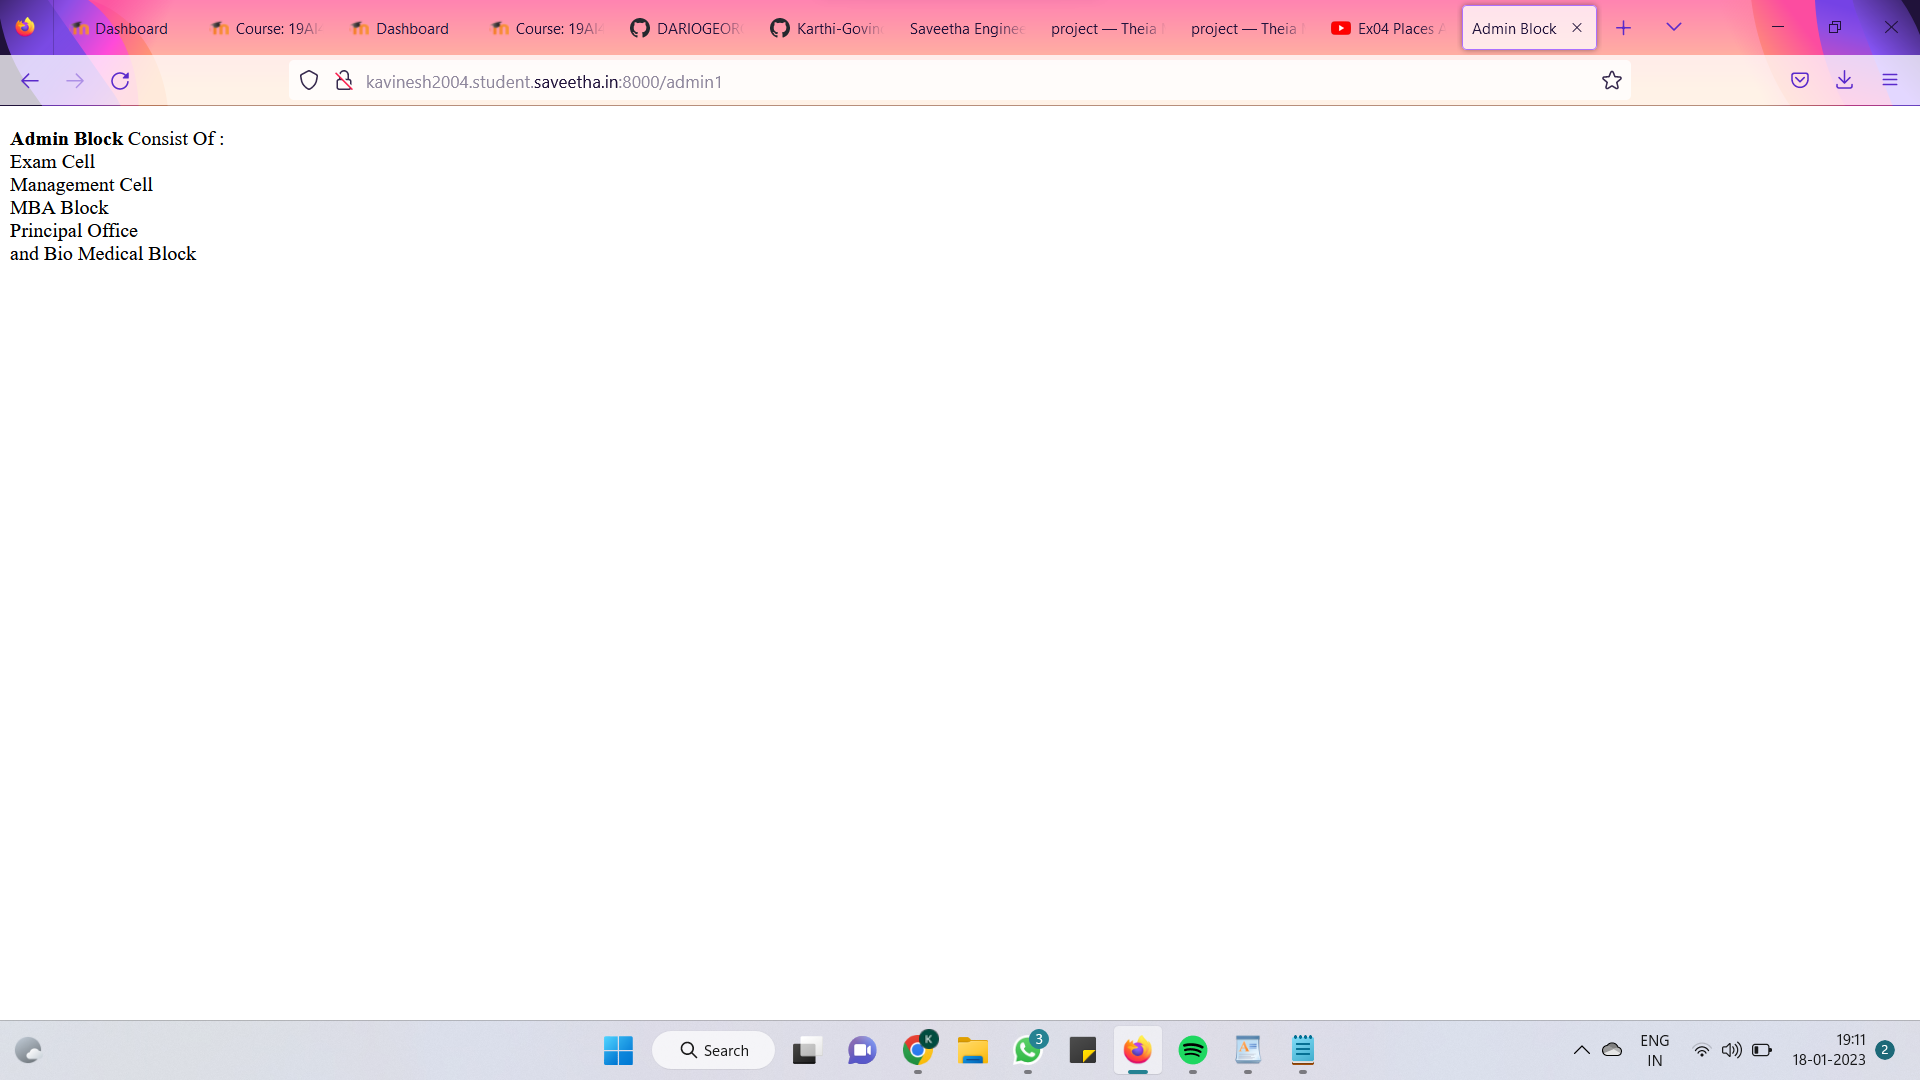 Dashboard
Course: 19AI4
Dashboard
Course: 19AI4
DARIOGEOR
Karthi-Govin
Saveetha Enginee
project — Theia
project — Theia
Ex04 Places A
Admin Block
kavinesh2004.student.saveetha.in:8000/admin1
Admin Block Consist Of :
Exam Cell
Management Cell
MBA Block
Principal Office
and Bio Medical Block
Search
K
3
ENG
IN
19:11
18-01-2023
2